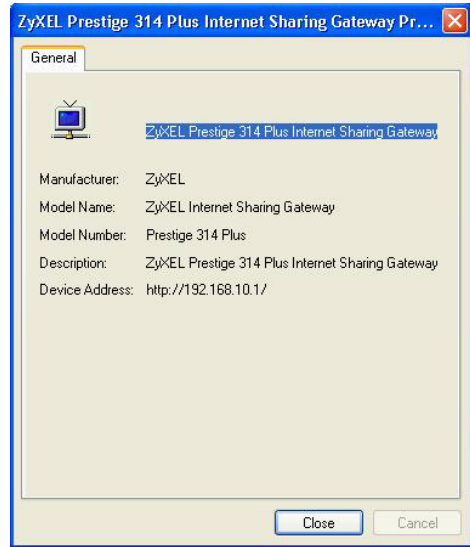 ZyXEL Prestige 314 Plus Internet Sharing Gateway Pr...
General
ZyXEL Prestige 314 Plus Internet Sharing Gateway
Manufacturer: ZyXEL
Model Name: ZyXEL Internet Sharing Gateway
Model Number: Prestige 314 Plus
Description: ZyXEL Prestige 314 Plus Internet Sharing Gateway
Device Address: http://192.168.10.1/
Close Cancel